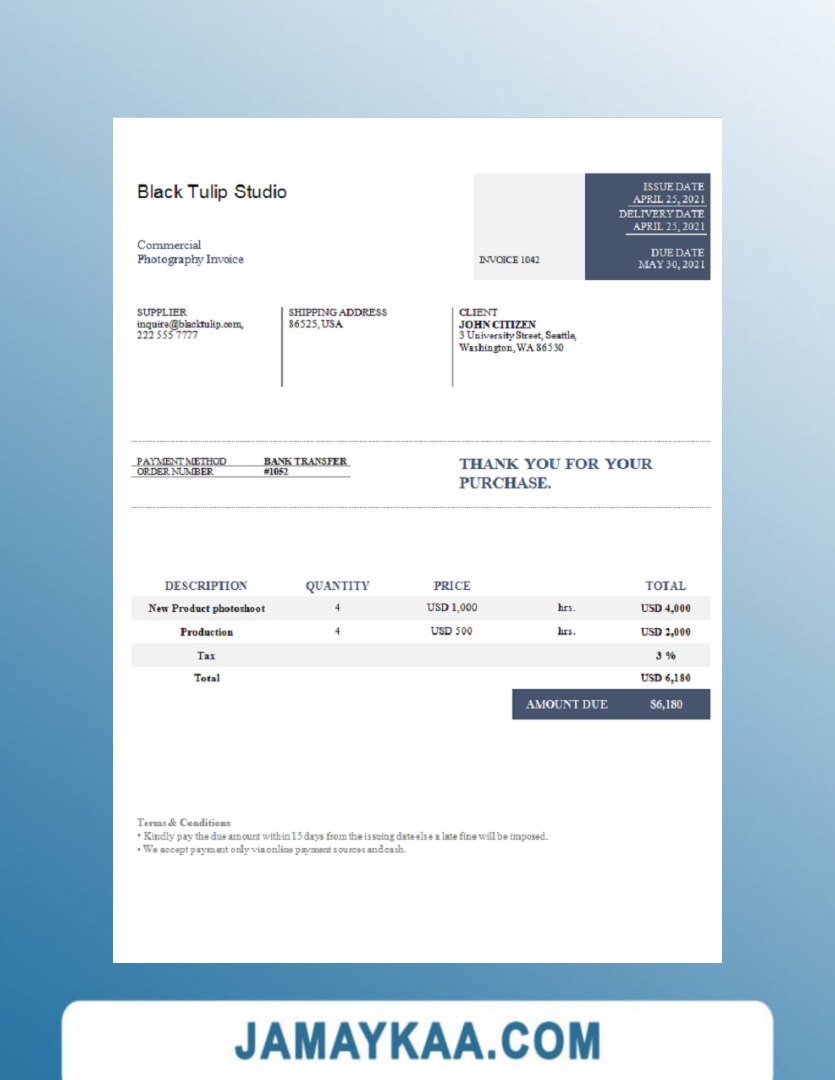 Black Tulip Studio
Commercial
Photography Invoice
INVOICE 1042
ISSUE DATE
APRIL 25, 2021
DELIVERY DATE
APRIL 25, 2021
DUE DATE
MAY 30, 2021
SUPPLIER
inquire@blacktulip.com,
222 555 7777
SHIPPING ADDRESS
86525, USA
CLIENT
JOHN CITIZEN
3 University Street, Seattle,
Washington, WA 86530
PAYMENT METHOD BANK TRANSFER
ORDER NUMBER #1052
THANK YOU FOR YOUR
PURCHASE.
DESCRIPTION QUANTITY PRICE TOTAL
New Product photoshoot 4 USD 1,000 hrs. USD 4,000
Production 4 USD 500 hrs. USD 2,000
Tax 3 %
Total USD 6,180
AMOUNT DUE $6,180
Terms & Conditions
* Kindly pay the due amount within 15 days from the issuing date else a late fine will be imposed.
• We accept payment only via online payment sources and cash.
JAMAYKAA.COM